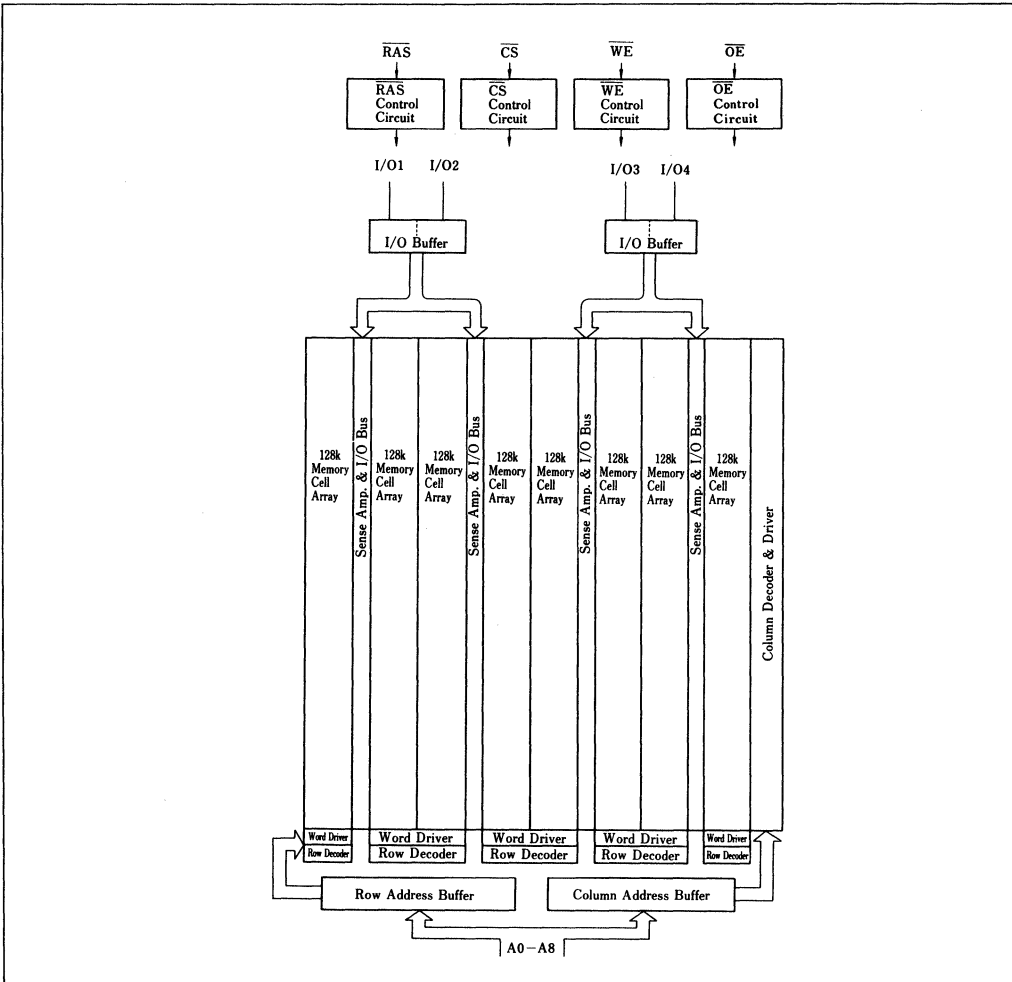 RAS CS WE OE
RAS Control Circuit
CS Control Circuit
WE Control Circuit
OE Control Circuit
I/O1 I/O2 I/O3 I/O4
I/O Buffer I/O Buffer
128k Memory Cell Array
Sense Amp. & I/O Bus
128k Memory Cell Array
128k Memory Cell Array
Sense Amp. & I/O Bus
128k Memory Cell Array
128k Memory Cell Array
Sense Amp. & I/O Bus
128k Memory Cell Array
128k Memory Cell Array
Sense Amp. & I/O Bus
128k Memory Cell Array
Column Decoder & Driver
Word Driver Word Driver Word Driver Word Driver Word Driver
Row Decoder Row Decoder Row Decoder Row Decoder Row Decoder
Row Address Buffer Column Address Buffer
A0-A8